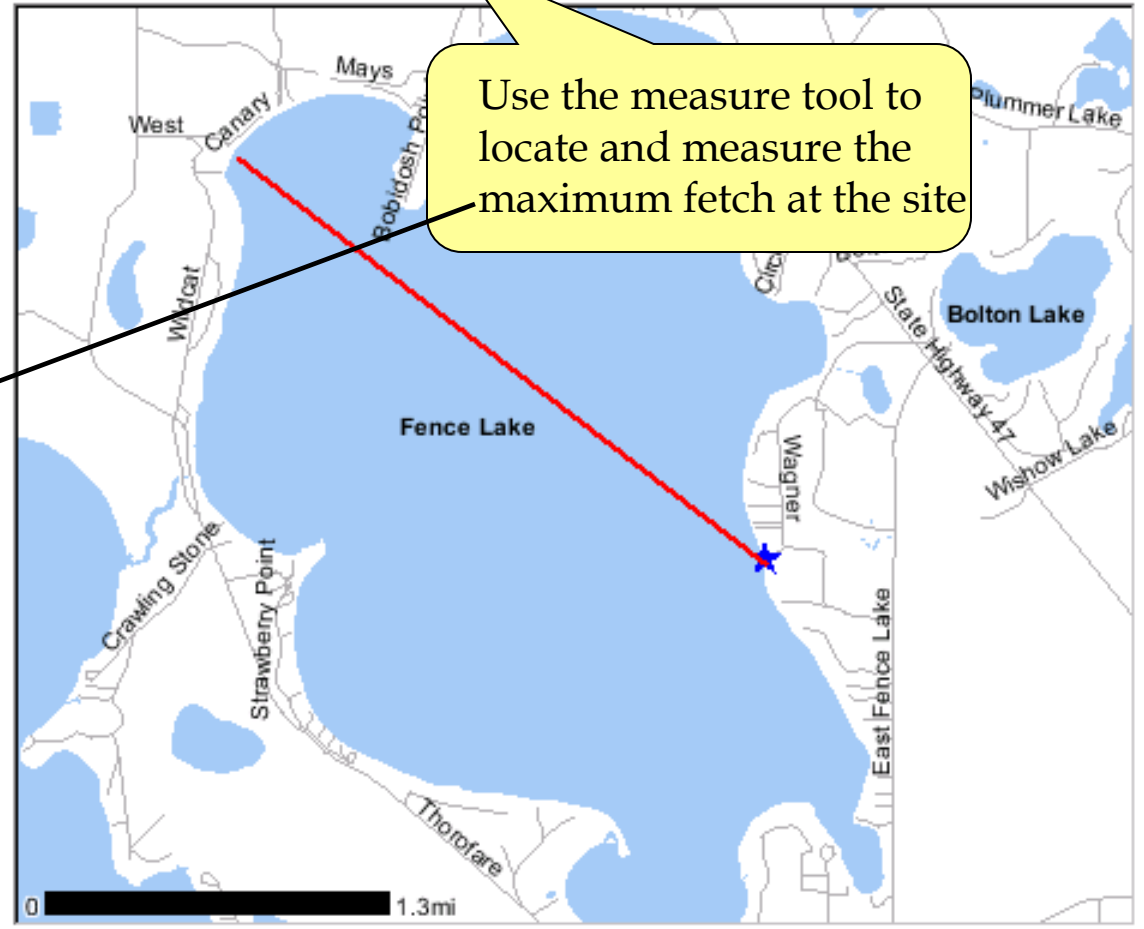 Use the measure tool to
locate and measure the
maximum fetch at the site
Mays
Plummer Lake
West
Canary
Bobidosh
Wildcat
State Highway 47
Bolton Lake
Fence Lake
Wagner
Wishow Lake
Crawling Stone
Strawberry Point
East Fence Lake
Thorofare
0 1.3mi